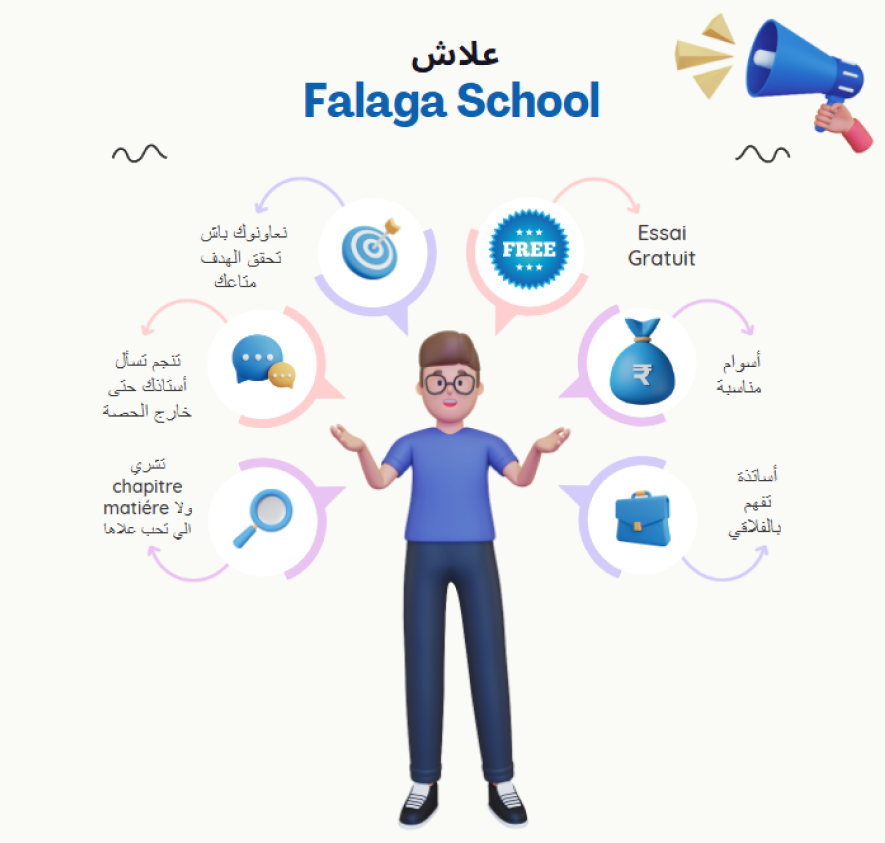 علاش
Falaga School
نعاونوك باش
تحقق الهدف
متاعك
FREE
Essai
Gratuit
تنجم تسأل
أستاذك حتى
خارج الحصة
₹
أسوام
مناسبة
تشري
chapitre
ولا matiére
الي تحب علاها
أساتذة
تفهم
بالفلاقي